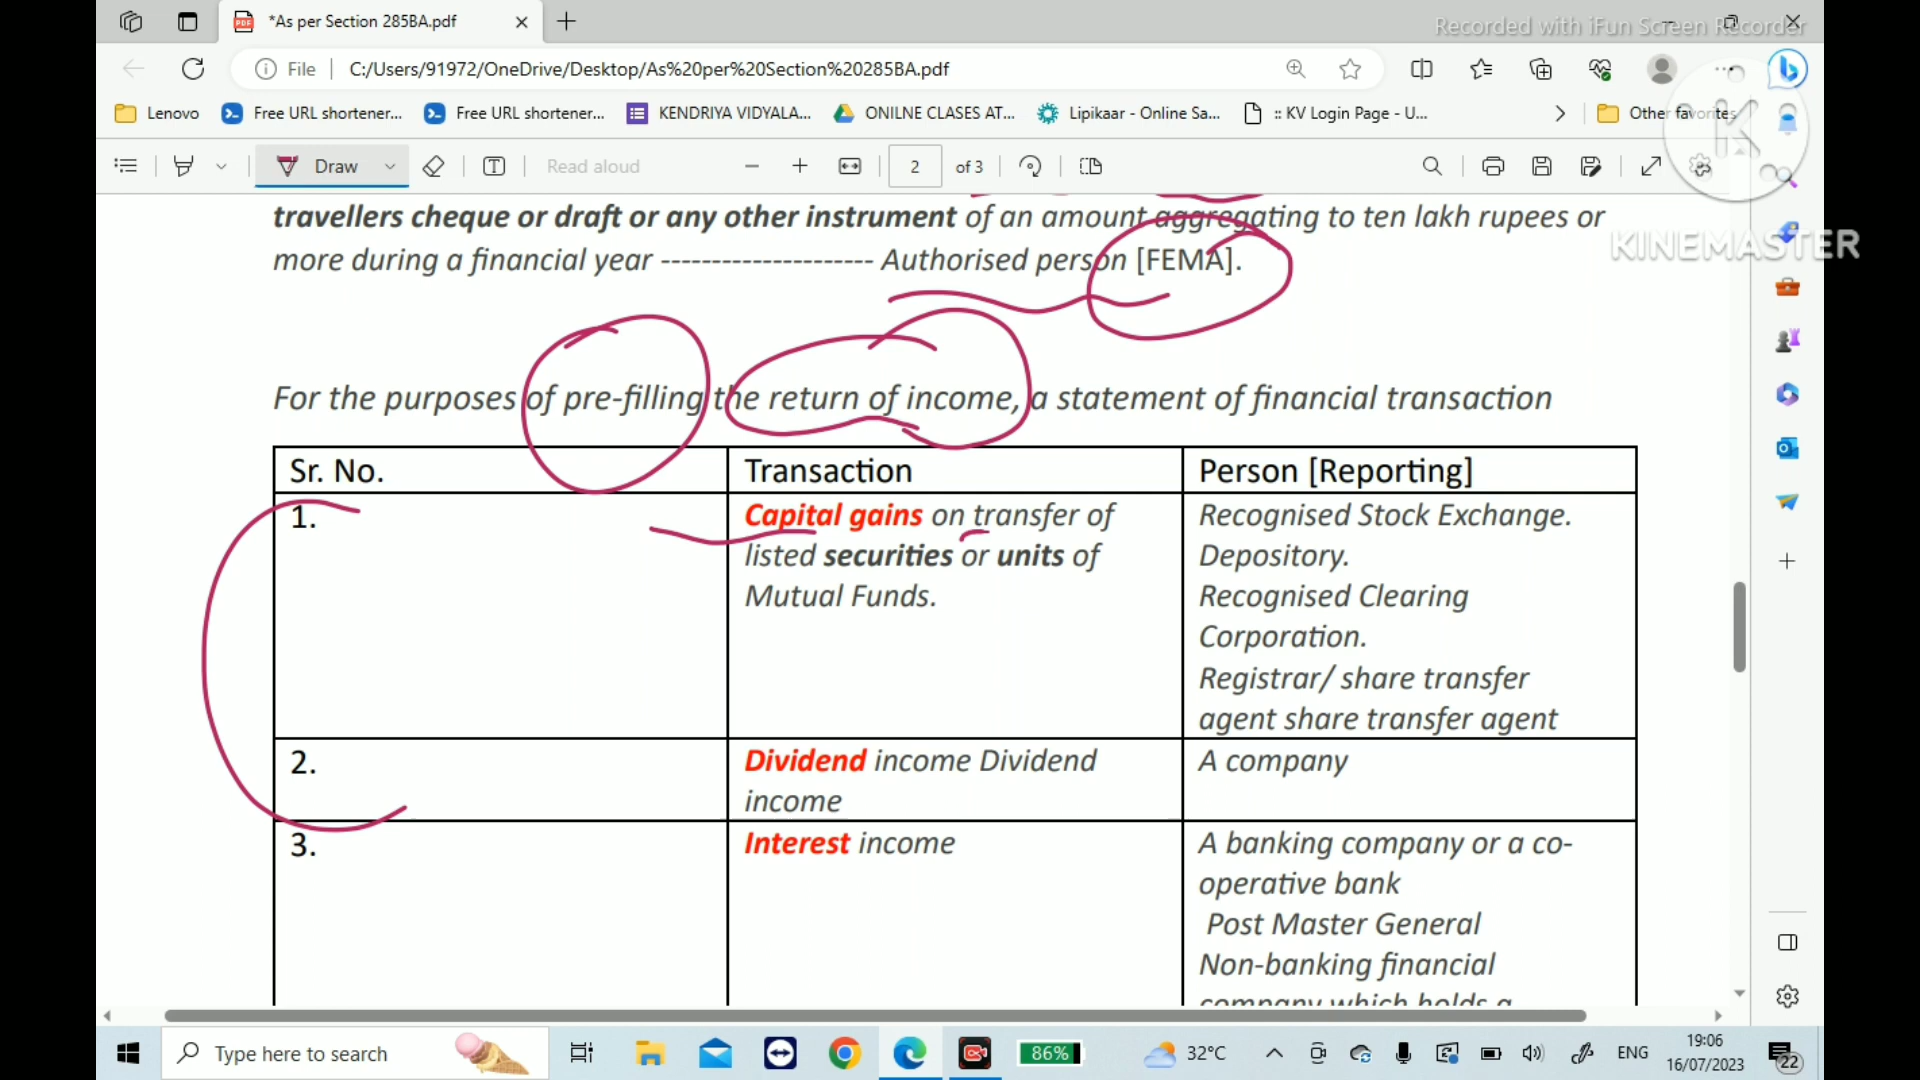 *As per Section 285BA.pdf
Recorded with iFun Screen Recorder
File
C:/Users/91972/OneDrive/Desktop/As%20per%20Section%20285BA.pdf
Lenovo
Free URL shortener...
Free URL shortener...
KENDRIYA VIDYALA...
ONILNE CLASES AT...
Lipikaar - Online Sa...
:: KV Login Page - U...
Other favorites
Draw
Read aloud
2
of 3
KINEMASTER
travellers cheque or draft or any other instrument of an amount aggregating to ten lakh rupees or
more during a financial year --------------------- Authorised person [FEMA].
For the purposes of pre-filling the return of income, a statement of financial transaction
Sr. No.
Transaction
Person [Reporting]
1.
Capital gains on transfer of
listed securities or units of
Mutual Funds.
Recognised Stock Exchange.
Depository.
Recognised Clearing
Corporation.
Registrar/ share transfer
agent share transfer agent
2.
Dividend income Dividend
income
A company
3.
Interest income
A banking company or a co-
operative bank
Post Master General
Non-banking financial
company which holds a
Type here to search
86%
32°C
ENG
19:06
16/07/2023
22